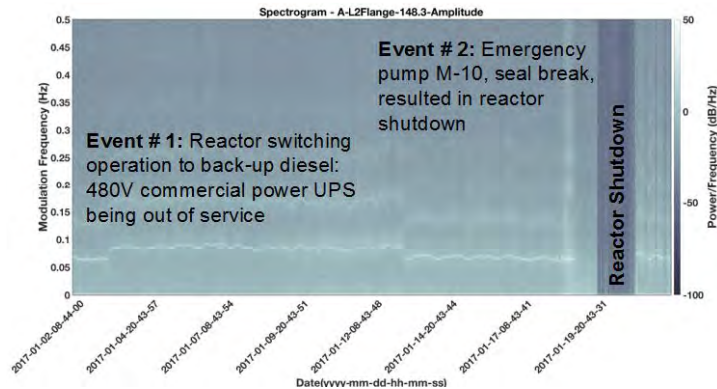 Spectrogram - A-L2Flange-148.3-Amplitude
0.5
0.45
0.4
0.35
0.3
0.25
0.2
0.15
0.1
0.05
0
Modulation Frequency (Hz)
Event # 1: Reactor switching
operation to back-up diesel:
480V commercial power UPS
being out of service
Event # 2: Emergency
pump M-10, seal break,
resulted in reactor
shutdown
Reactor Shutdown
50
0
-50
-100
Power/Frequency (dB/Hz)
2017-01-02-08-44-00
2017-01-04-20-43-57
2017-01-07-08-43-54
2017-01-09-20-43-51
2017-01-12-08-43-48
2017-01-14-20-43-44
2017-01-17-08-43-41
2017-01-19-20-43-31
Date(yyyy-mm-dd-hh-mm-ss)